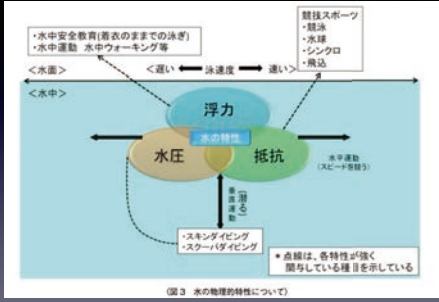 ・水中安全教育(着衣のままでの泳ぎ)
・水中運動 水中ウォーキング等
競技スポーツ
・競泳
・水球
・シンクロ
・飛込
<水面>
<遅い 泳速度 速い>
<水中>
浮力
水の特性
水圧
抵抗
水平運動
(スピードを競う)
垂直運動
(潜る)
・スキンダイビング
・スクーバダイビング
*点線は、各特性が強く
関与している種目を示している
(図3 水の物理的特性について)